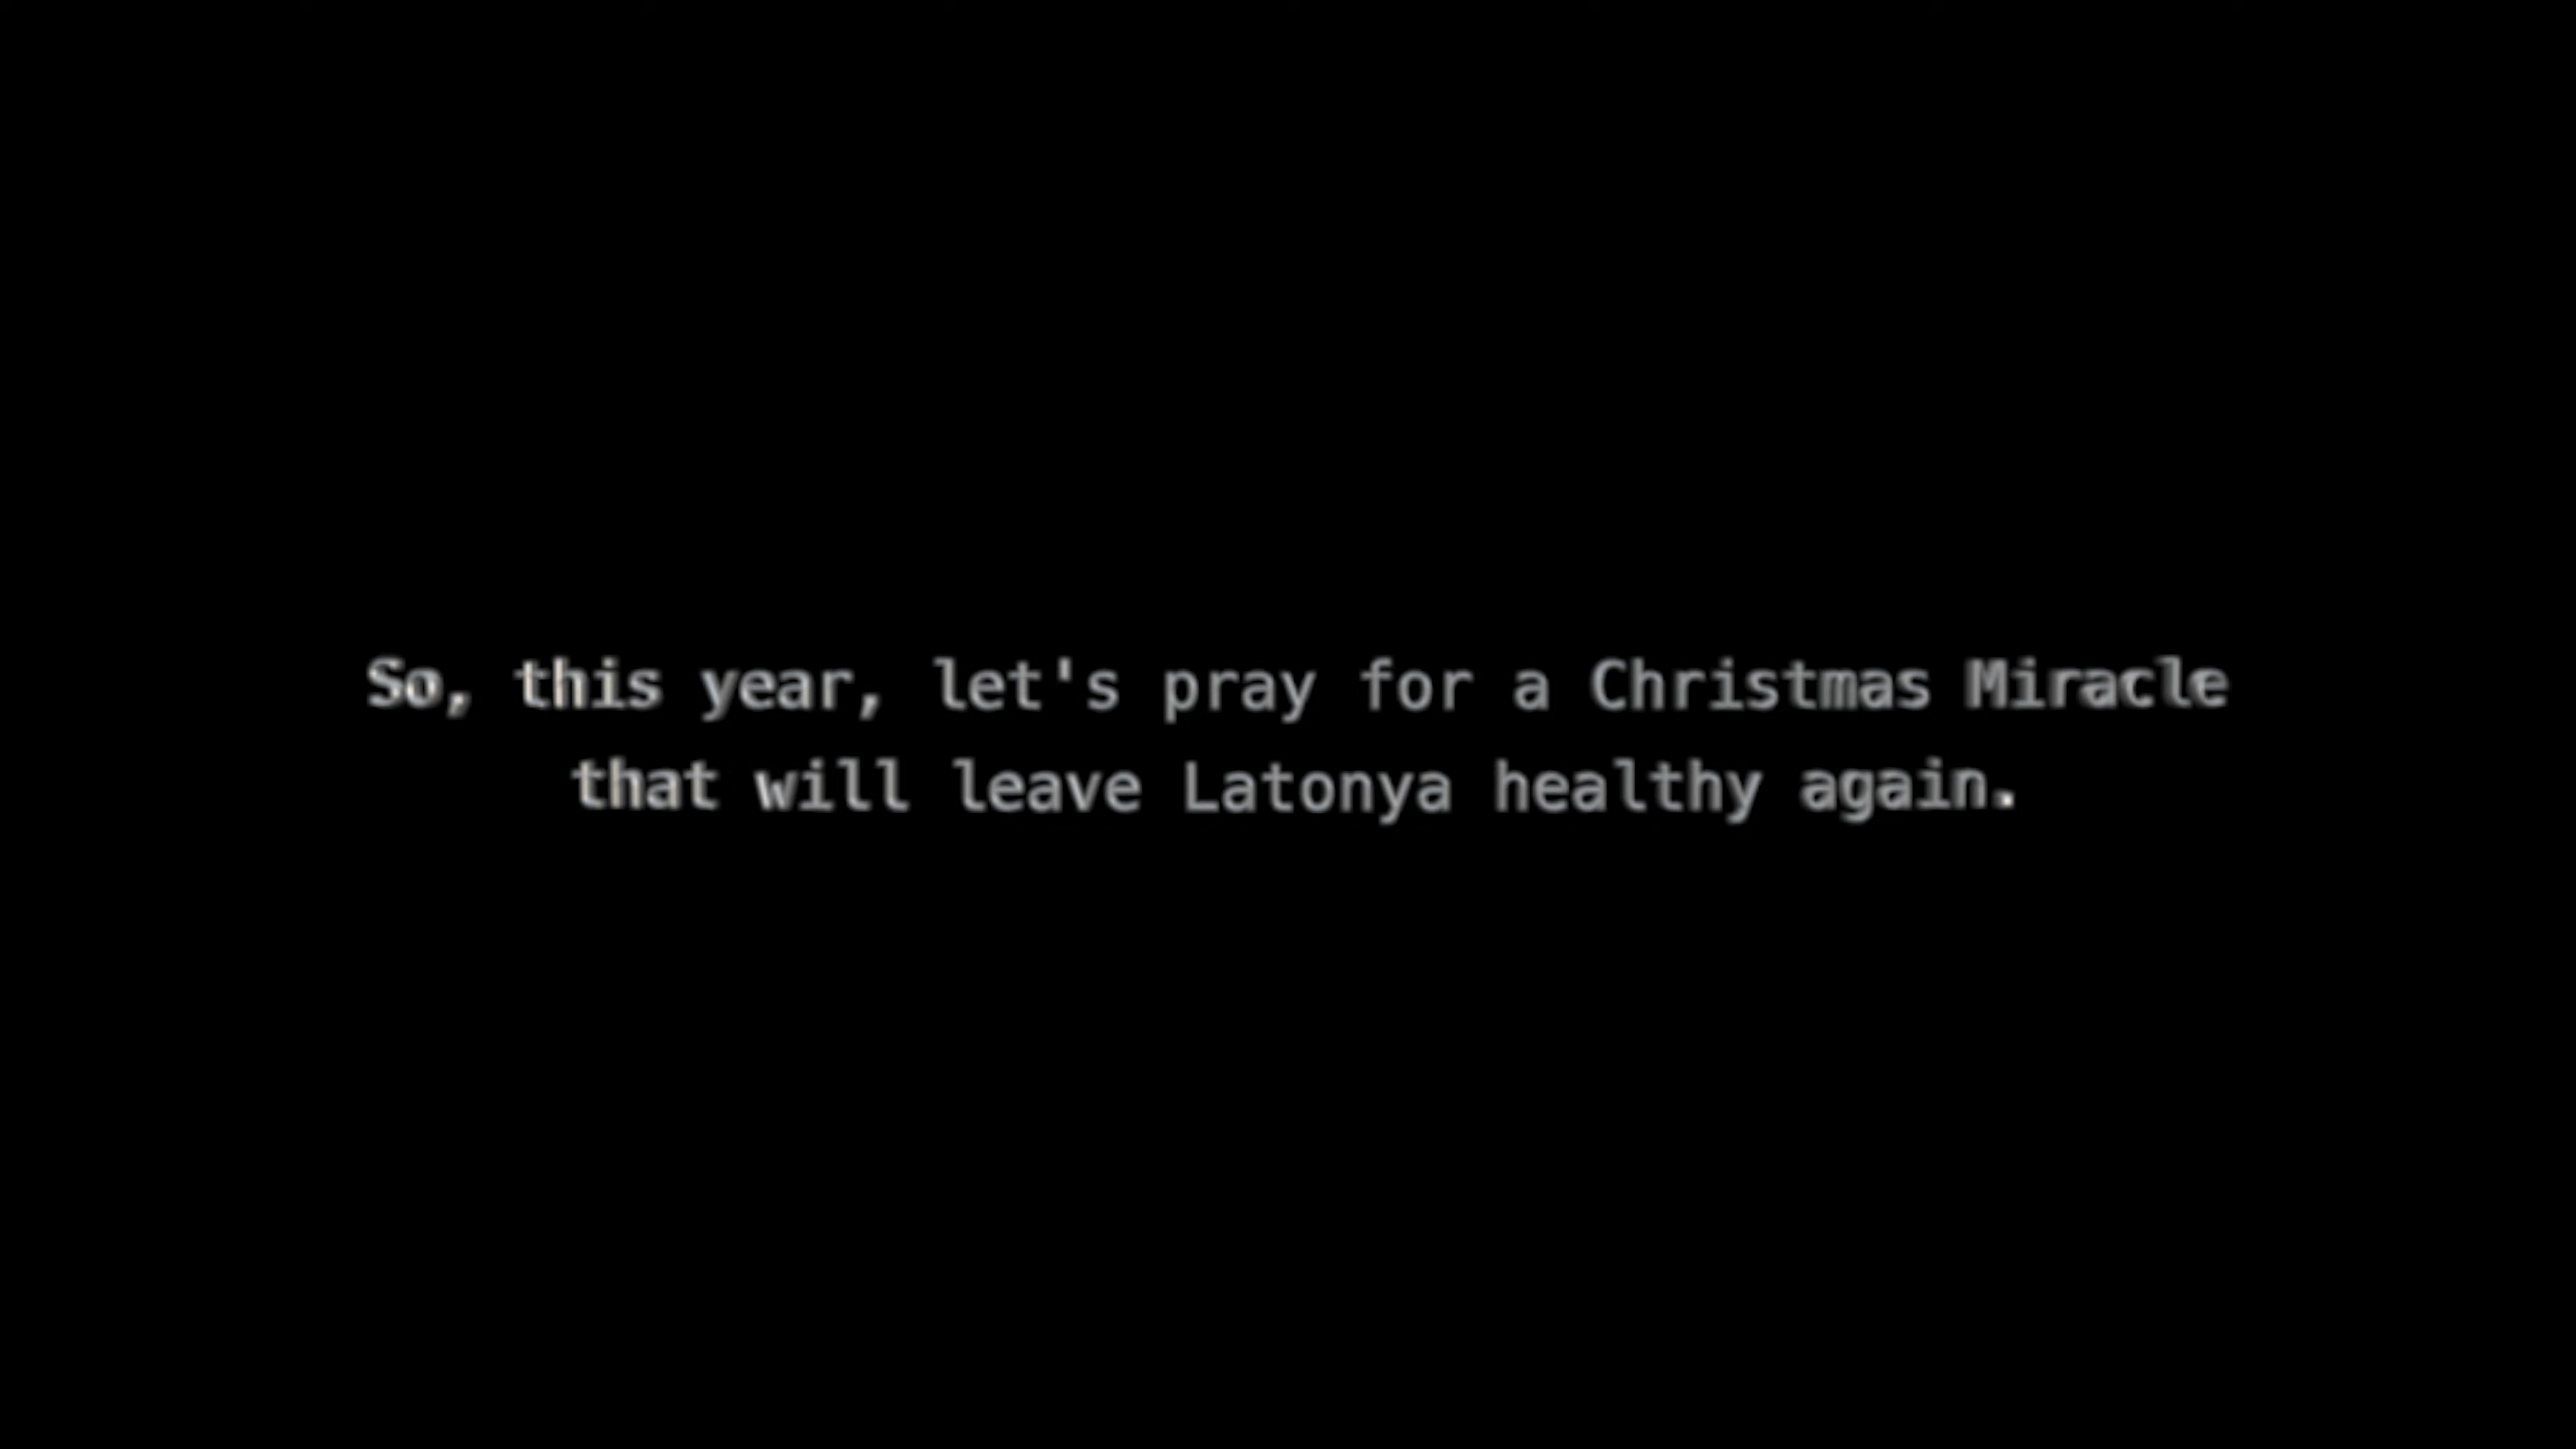 So, this year, let's pray for a Christmas Miracle
that will leave Latonya healthy again.